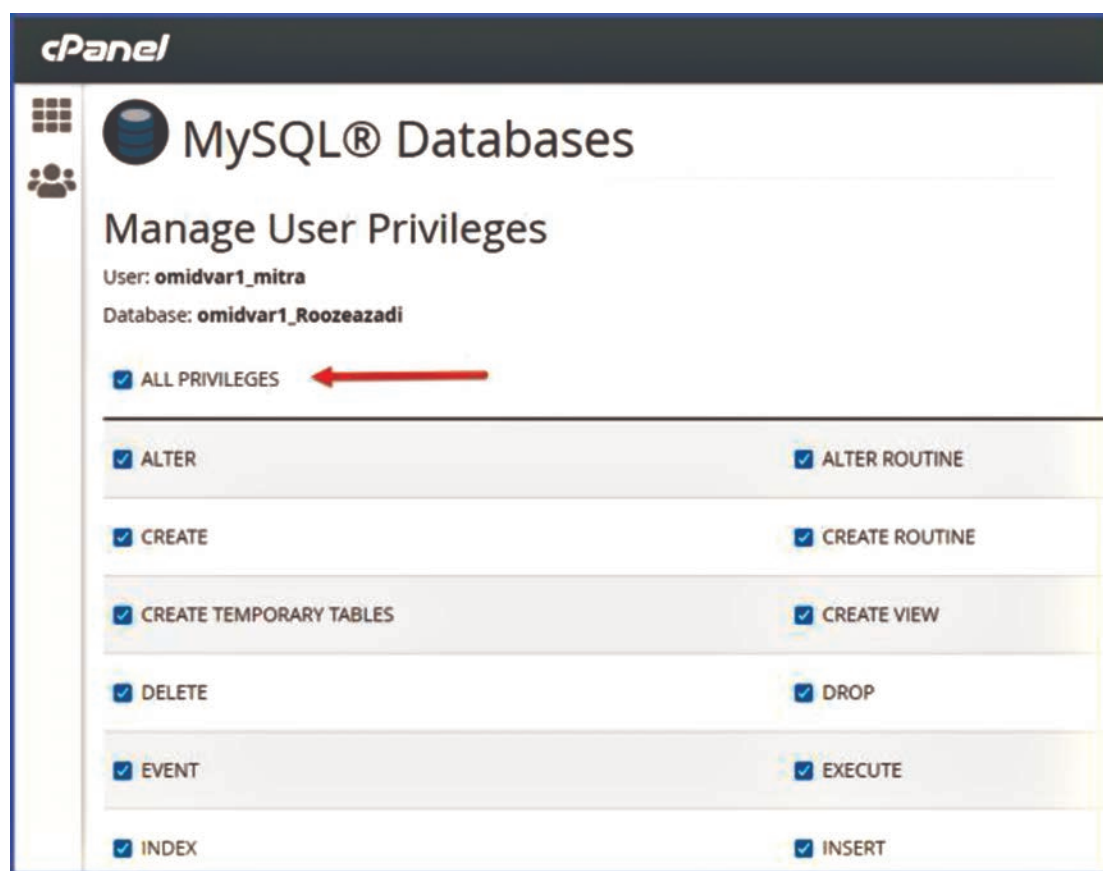 cPanel
MySQL® Databases
Manage User Privileges
User: omidvar1_mitra
Database: omidvar1_Roozeazadi
ALL PRIVILEGES
ALTER
ALTER ROUTINE
CREATE
CREATE ROUTINE
CREATE TEMPORARY TABLES
CREATE VIEW
DELETE
DROP
EVENT
EXECUTE
INDEX
INSERT